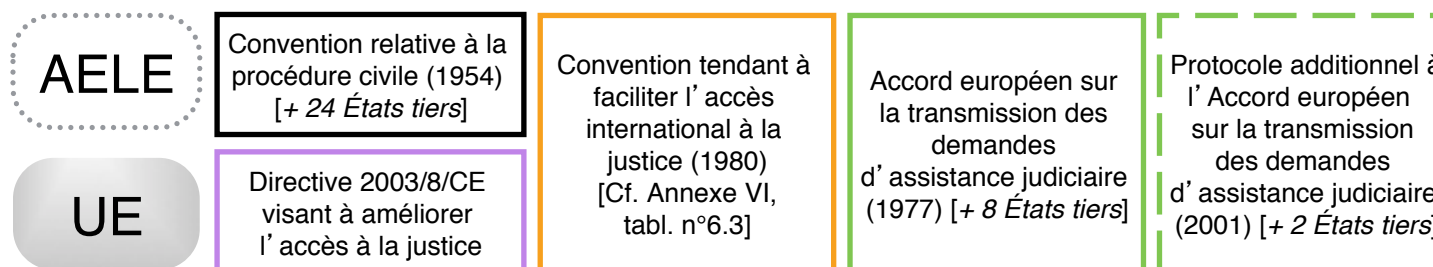 AELE
Convention relative à la
procédure civile (1954)
[+ 24 États tiers]
UE
Directive 2003/8/CE
visant à améliorer
l’accès à la justice
Convention tendant à
faciliter l’accès
international à la
justice (1980)
[Cf. Annexe VI,
tabl. n°6.3]
Accord européen sur
la transmission des
demandes
d’assistance judiciaire
(1977) [+ 8 États tiers]
Protocole additionnel à
l’Accord européen
sur la transmission
des demandes
d’assistance judiciaire
(2001) [+ 2 États tiers]